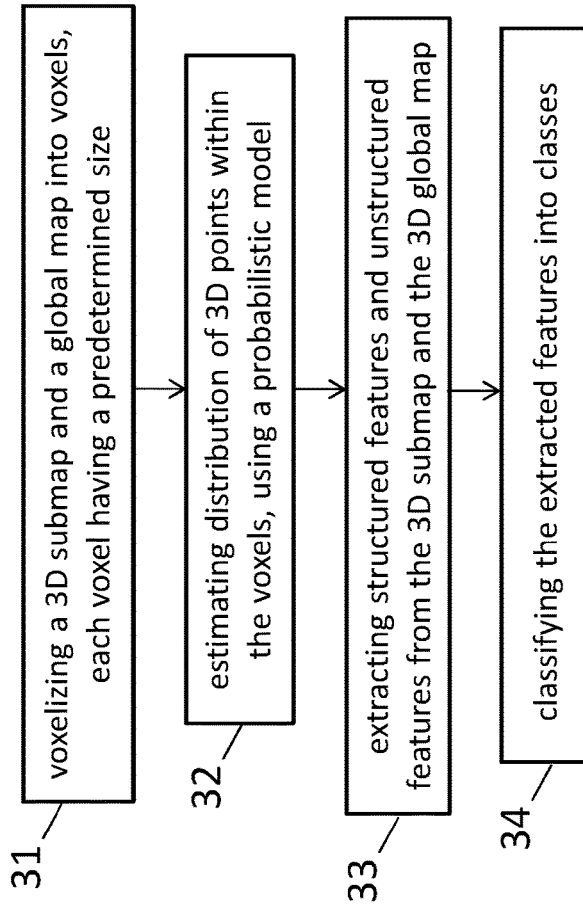 31
voxelizing a 3D submap and a global map into voxels,
each voxel having a predetermined size
32
estimating distribution of 3D points within
the voxels, using a probabilistic model
33
extracting structured features and unstructured
features from the 3D submap and the 3D global map
34
classifying the extracted features into classes